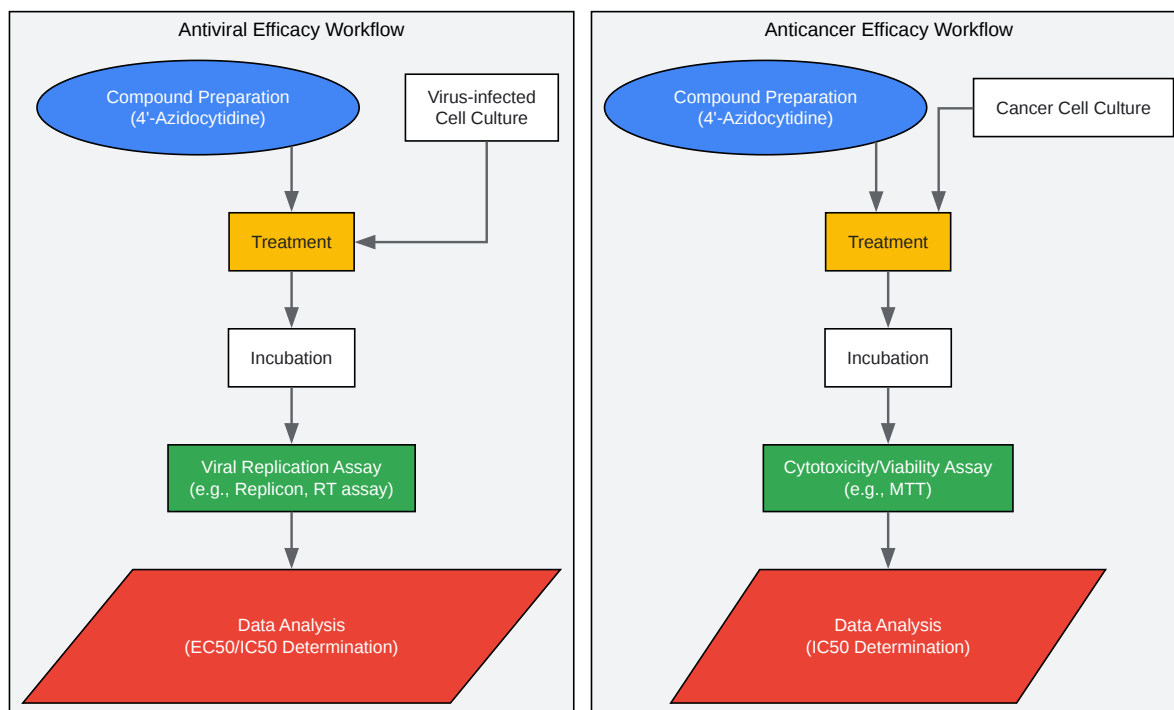 Antiviral Efficacy Workflow
Compound Preparation
(4'-Azidocytidine)
Virus-infected
Cell Culture
Treatment
Incubation
Viral Replication Assay
(e.g., Replicon, RT assay)
Data Analysis
(EC50/IC50 Determination)
Anticancer Efficacy Workflow
Compound Preparation
(4'-Azidocytidine)
Cancer Cell Culture
Treatment
Incubation
Cytotoxicity/Viability Assay
(e.g., MTT)
Data Analysis
(IC50 Determination)